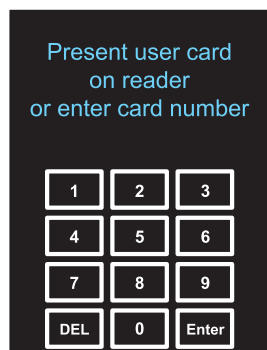 Present user card
on reader
or enter card number
1 2 3
4 5 6
7 8 9
DEL 0 Enter